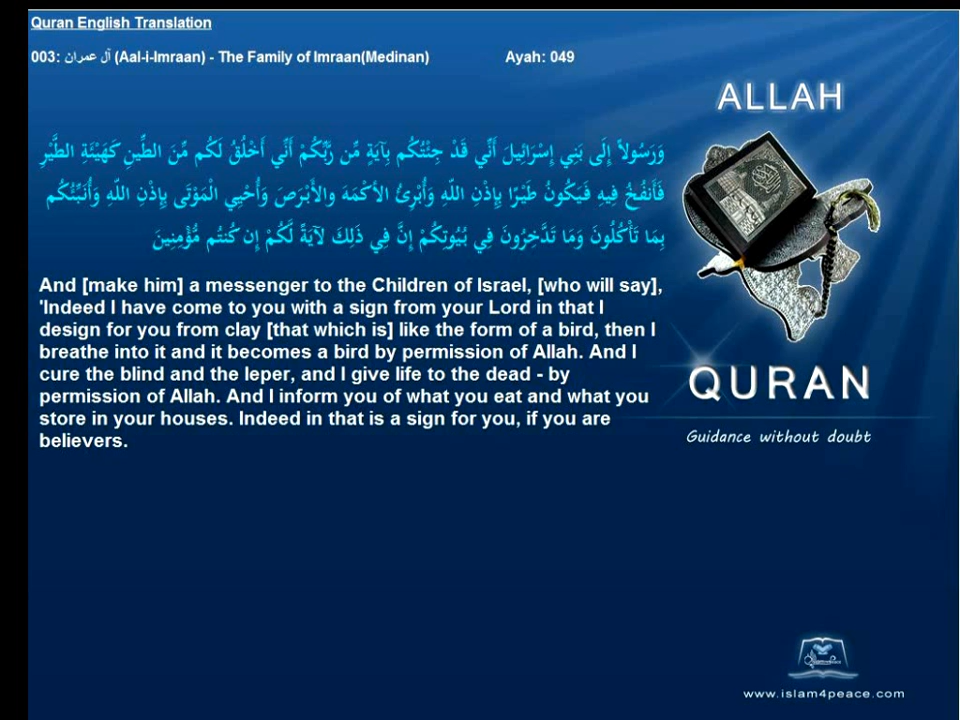 Quran English Translation
003: آل عمران (Aal-i-Imraan) - The Family of Imraan(Medinan) Ayah: 049
ALLAH
وَرَسُولاً إِلَى بَنِي إِسْرَائِيلَ أَنِّي قَدْ جِئْتُكُم بِآيَةٍ مِّن رَّبِّكُمْ أَنِّي أَخْلُقُ لَكُم مِّنَ الطِّينِ كَهَيْئَةِ الطَّيْرِ
فَأَنفُخُ فِيهِ فَيَكُونُ طَيْرًا بِإِذْنِ اللّهِ وَأُبْرِئُ الأكْمَهَ والأَبْرَصَ وَأُحْيِي الْمَوْتَى بِإِذْنِ اللّهِ وَأُنَبِّئُكُم
بِمَا تَأْكُلُونَ وَمَا تَدَّخِرُونَ فِي بُيُوتِكُمْ إِنَّ فِي ذَلِكَ لآيَةً لَّكُمْ إِن كُنتُم مُّؤْمِنِينَ
And [make him] a messenger to the Children of Israel, [who will say],
'Indeed I have come to you with a sign from your Lord in that I
design for you from clay [that which is] like the form of a bird, then I
breathe into it and it becomes a bird by permission of Allah. And I
cure the blind and the leper, and I give life to the dead - by
permission of Allah. And I inform you of what you eat and what you
store in your houses. Indeed in that is a sign for you, if you are
believers.
QURAN
Guidance without doubt
www.islam4peace.com